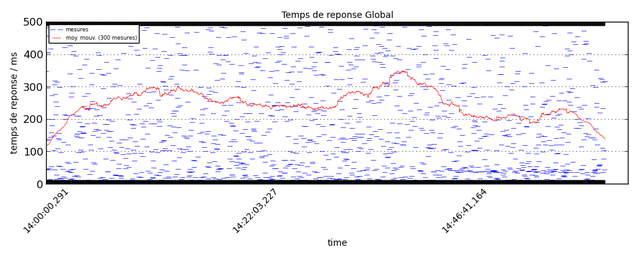 Temps de reponse Global
mesures
moy. mouv. (300 mesures)
temps de reponse / ms
500
400
300
200
100
0
14:00:00,291
14:22:03,227
14:46:41,164
time